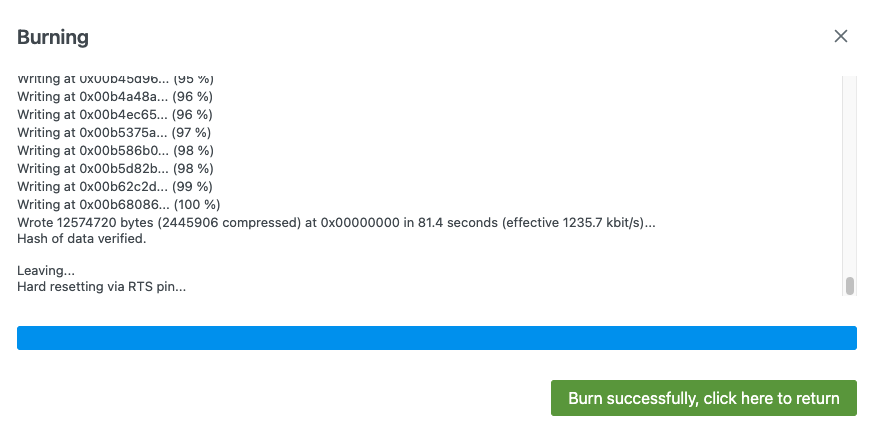 Burning
Writing at 0x00b45d96... (95 %)
Writing at 0x00b4a48a... (96 %)
Writing at 0x00b4ec65... (96 %)
Writing at 0x00b5375a... (97 %)
Writing at 0x00b586b0... (98 %)
Writing at 0x00b5d82b... (98 %)
Writing at 0x00b62c2d... (99 %)
Writing at 0x00b68086... (100 %)
Wrote 12574720 bytes (2445906 compressed) at 0x00000000 in 81.4 seconds (effective 1235.7 kbit/s)...
Hash of data verified.
Leaving...
Hard resetting via RTS pin...
Burn successfully, click here to return